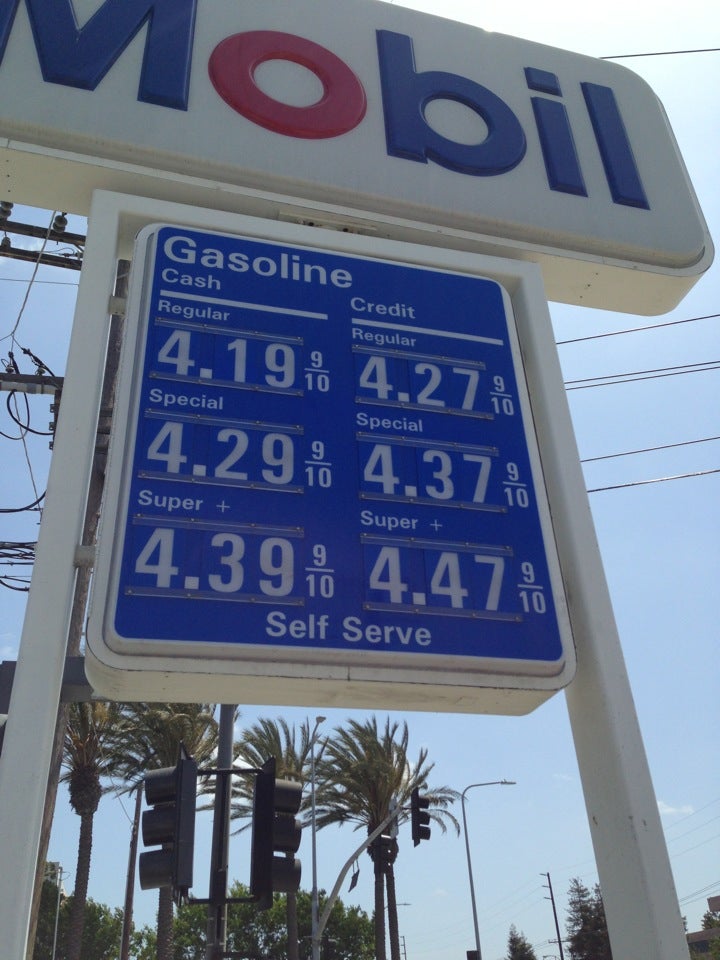 Mobil
Gasoline
Cash
Regular
4.19 9/10
Special
4.29 9/10
Super +
4.39 9/10
Credit
Regular
4.27 9/10
Special
4.37 9/10
Super +
4.47 9/10
Self Serve